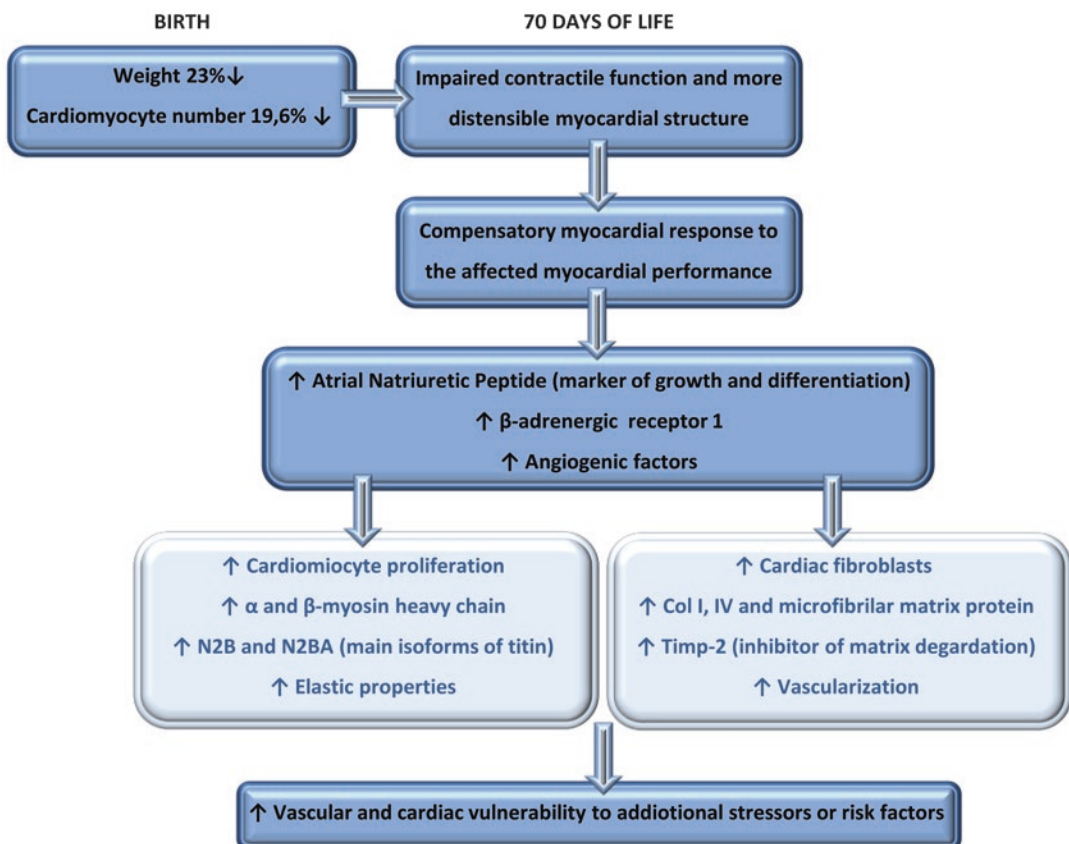 BIRTH
70 DAYS OF LIFE
Weight 23%↓
Cardiomyocyte number 19,6% ↓
Impaired contractile function and more
distensible myocardial structure
Compensatory myocardial response to
the affected myocardial performance
↑ Atrial Natriuretic Peptide (marker of growth and differentiation)
↑ β-adrenergic receptor 1
↑ Angiogenic factors
↑ Cardiomiocyte proliferation
↑ α and β-myosin heavy chain
↑ N2B and N2BA (main isoforms of titin)
↑ Elastic properties
↑ Cardiac fibroblasts
↑ Col I, IV and microfibrilar matrix protein
↑ Timp-2 (inhibitor of matrix degardation)
↑ Vascularization
↑ Vascular and cardiac vulnerability to addiotional stressors or risk factors